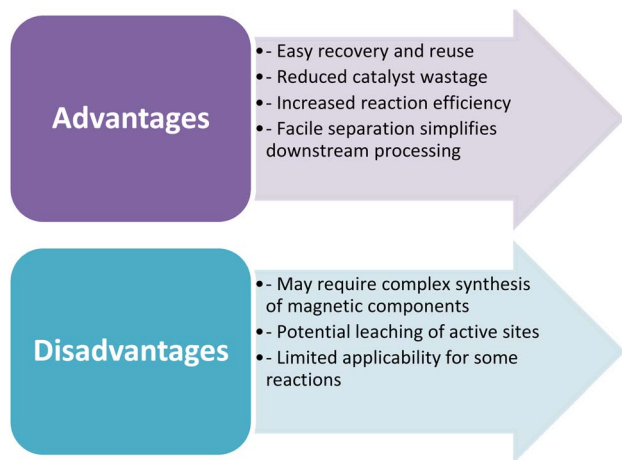 Advantages
•- Easy recovery and reuse
•- Reduced catalyst wastage
•- Increased reaction efficiency
•- Facile separation simplifies
downstream processing
Disadvantages
•- May require complex synthesis
of magnetic components
•- Potential leaching of active sites
•- Limited applicability for some
reactions